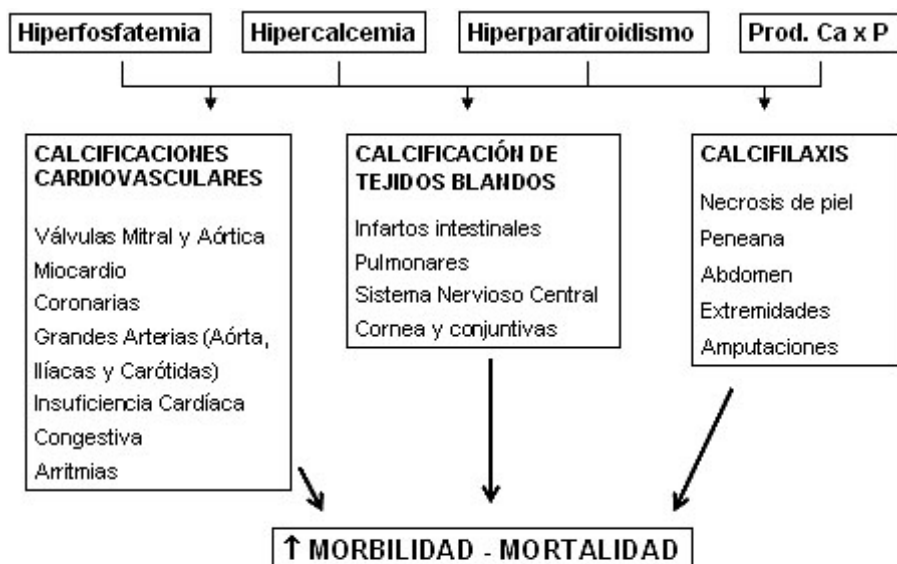 Hiperfosfatemia
Hipercalcemia
Hiperparatiroidismo
Prod. Ca x P
CALCIFICACIONES
CARDIOVASCULARES
Válvulas Mitral y Aórtica
Miocardio
Coronarias
Grandes Arterias (Aórta,
Ilíacas y Carótidas)
Insuficiencia Cardíaca
Congestiva
Arritmias
CALCIFICACIÓN DE
TEJIDOS BLANDOS
Infartos intestinales
Pulmonares
Sistema Nervioso Central
Cornea y conjuntivas
CALCIFILAXIS
Necrosis de piel
Peneana
Abdomen
Extremidades
Amputaciones
↑ MORBILIDAD - MORTALIDAD